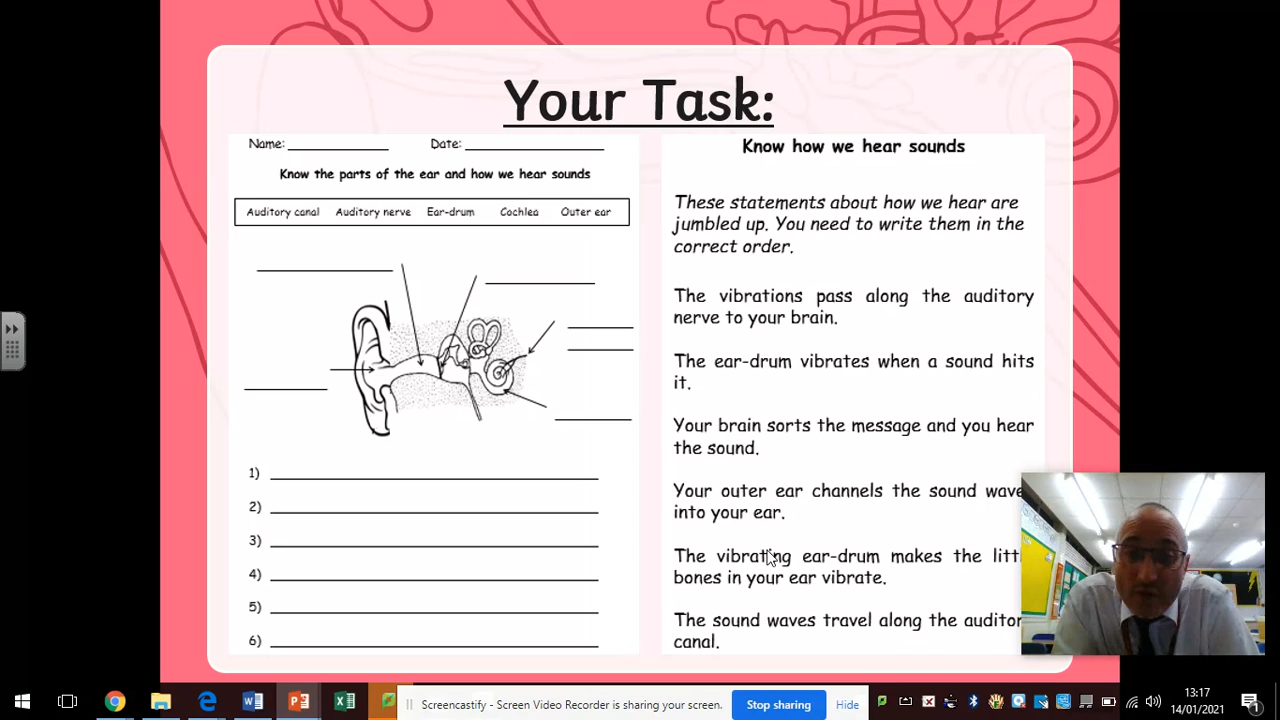 Your Task:
Name: Date:
Know the parts of the ear and how we hear sounds
Auditory canal Auditory nerve Ear-drum Cochlea Outer ear
1)
2)
3)
4)
5)
6)
Know how we hear sounds
These statements about how we hear are
jumbled up. You need to write them in the
correct order.
The vibrations pass along the auditory
nerve to your brain.
The ear-drum vibrates when a sound hits
it.
Your brain sorts the message and you hear
the sound.
Your outer ear channels the sound wave
into your ear.
The vibrating ear-drum makes the litt
bones in your ear vibrate.
The sound waves travel along the auditor
canal.
Screencastify - Screen Video Recorder is sharing your screen. Stop sharing Hide
13:17
14/01/2021